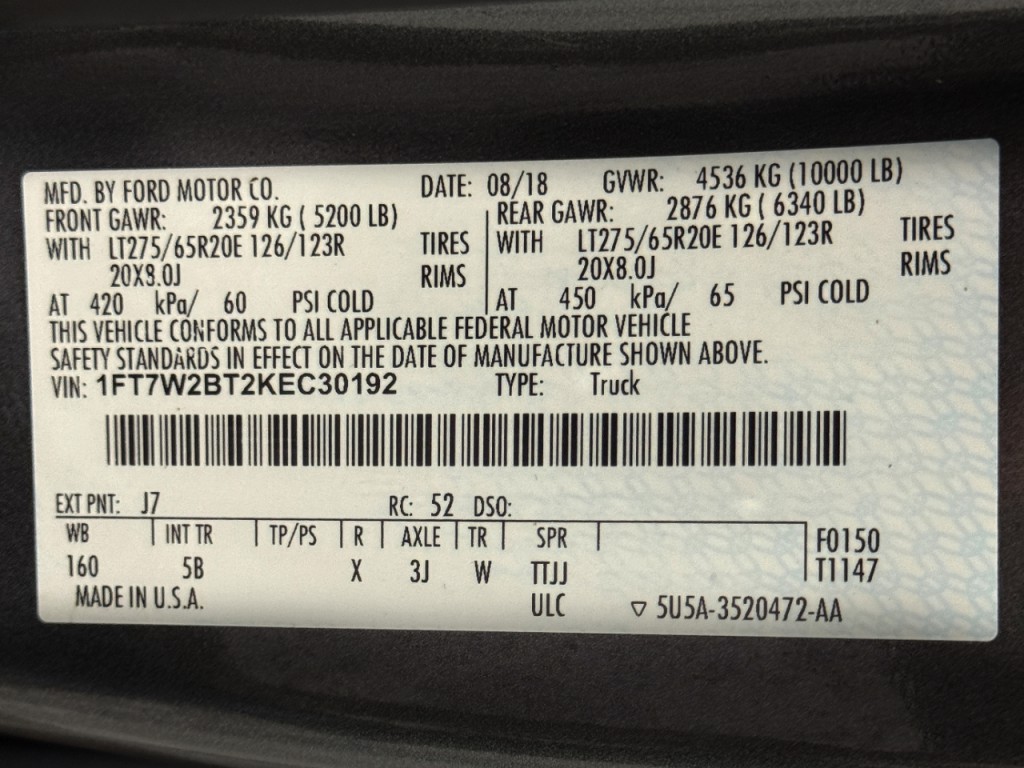 MFD. BY FORD MOTOR CO. DATE: 08/18 GVWR: 4536 KG (10000 LB)
FRONT GAWR: 2359 KG ( 5200 LB) REAR GAWR: 2876 KG ( 6340 LB)
WITH LT275/65R20E 126/123R TIRES WITH LT275/65R20E 126/123R TIRES
20X8.0J RIMS 20X8.0J RIMS
AT 420 kPa/ 60 PSI COLD AT 450 kPa/ 65 PSI COLD
THIS VEHICLE CONFORMS TO ALL APPLICABLE FEDERAL MOTOR VEHICLE
SAFETY STANDARDS IN EFFECT ON THE DATE OF MANUFACTURE SHOWN ABOVE.
VIN: 1FT7W2BT2KEC30192 TYPE: Truck
EXT PNT: J7 RC: 52 DSO:
WB INT TR TP/PS R AXLE TR SPR F0150
160 5B X 3J W TTJJ T1147
MADE IN U.S.A. ULC ▽ 5U5A-3520472-AA